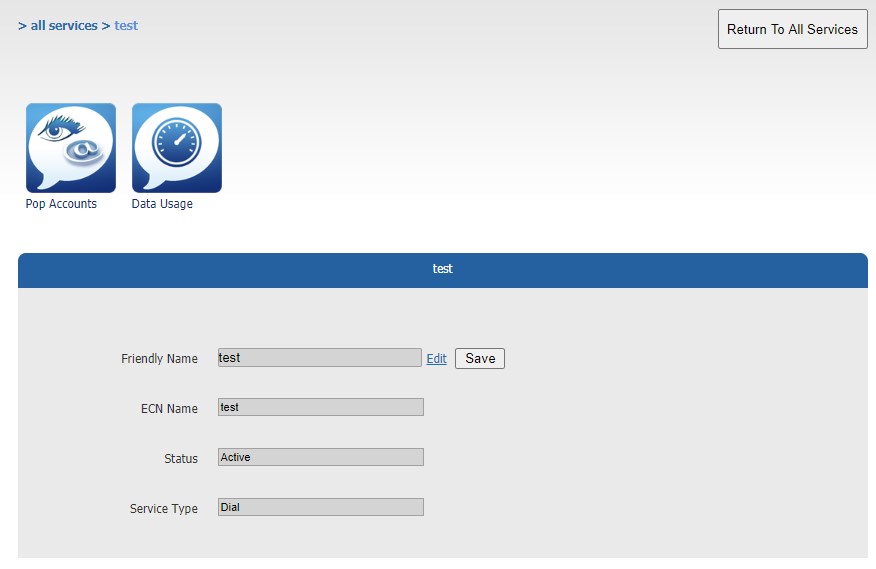 > all services > test
Return To All Services
@
Pop Accounts
Data Usage
test
Friendly Name test Edit Save
ECN Name test
Status Active
Service Type Dial